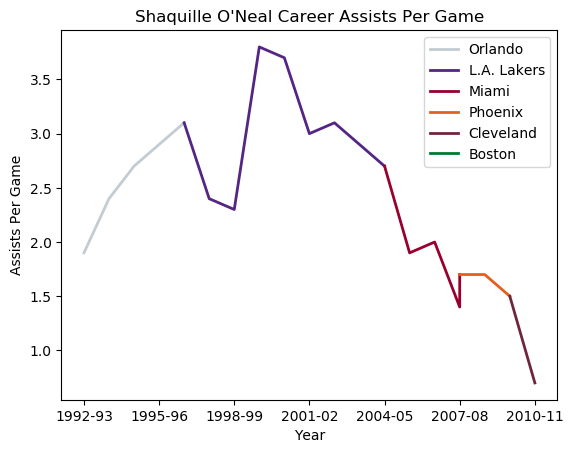 Shaquille O'Neal Career Assists Per Game
Orlando
L.A. Lakers
Miami
Phoenix
Cleveland
Boston
Assists Per Game
3.5
3.0
2.5
2.0
1.5
1.0
1992-93 1995-96 1998-99 2001-02 2004-05 2007-08 2010-11
Year